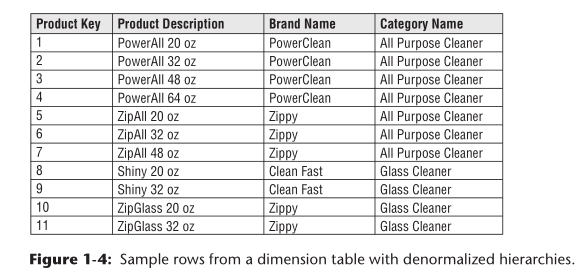 Product Key Product Description Brand Name Category Name
1 PowerAll 20 oz PowerClean All Purpose Cleaner
2 PowerAll 32 oz PowerClean All Purpose Cleaner
3 PowerAll 48 oz PowerClean All Purpose Cleaner
4 PowerAll 64 oz PowerClean All Purpose Cleaner
5 ZipAll 20 oz Zippy All Purpose Cleaner
6 ZipAll 32 oz Zippy All Purpose Cleaner
7 ZipAll 48 oz Zippy All Purpose Cleaner
8 Shiny 20 oz Clean Fast Glass Cleaner
9 Shiny 32 oz Clean Fast Glass Cleaner
10 ZipGlass 20 oz Zippy Glass Cleaner
11 ZipGlass 32 oz Zippy Glass Cleaner
Figure 1-4: Sample rows from a dimension table with denormalized hierarchies.